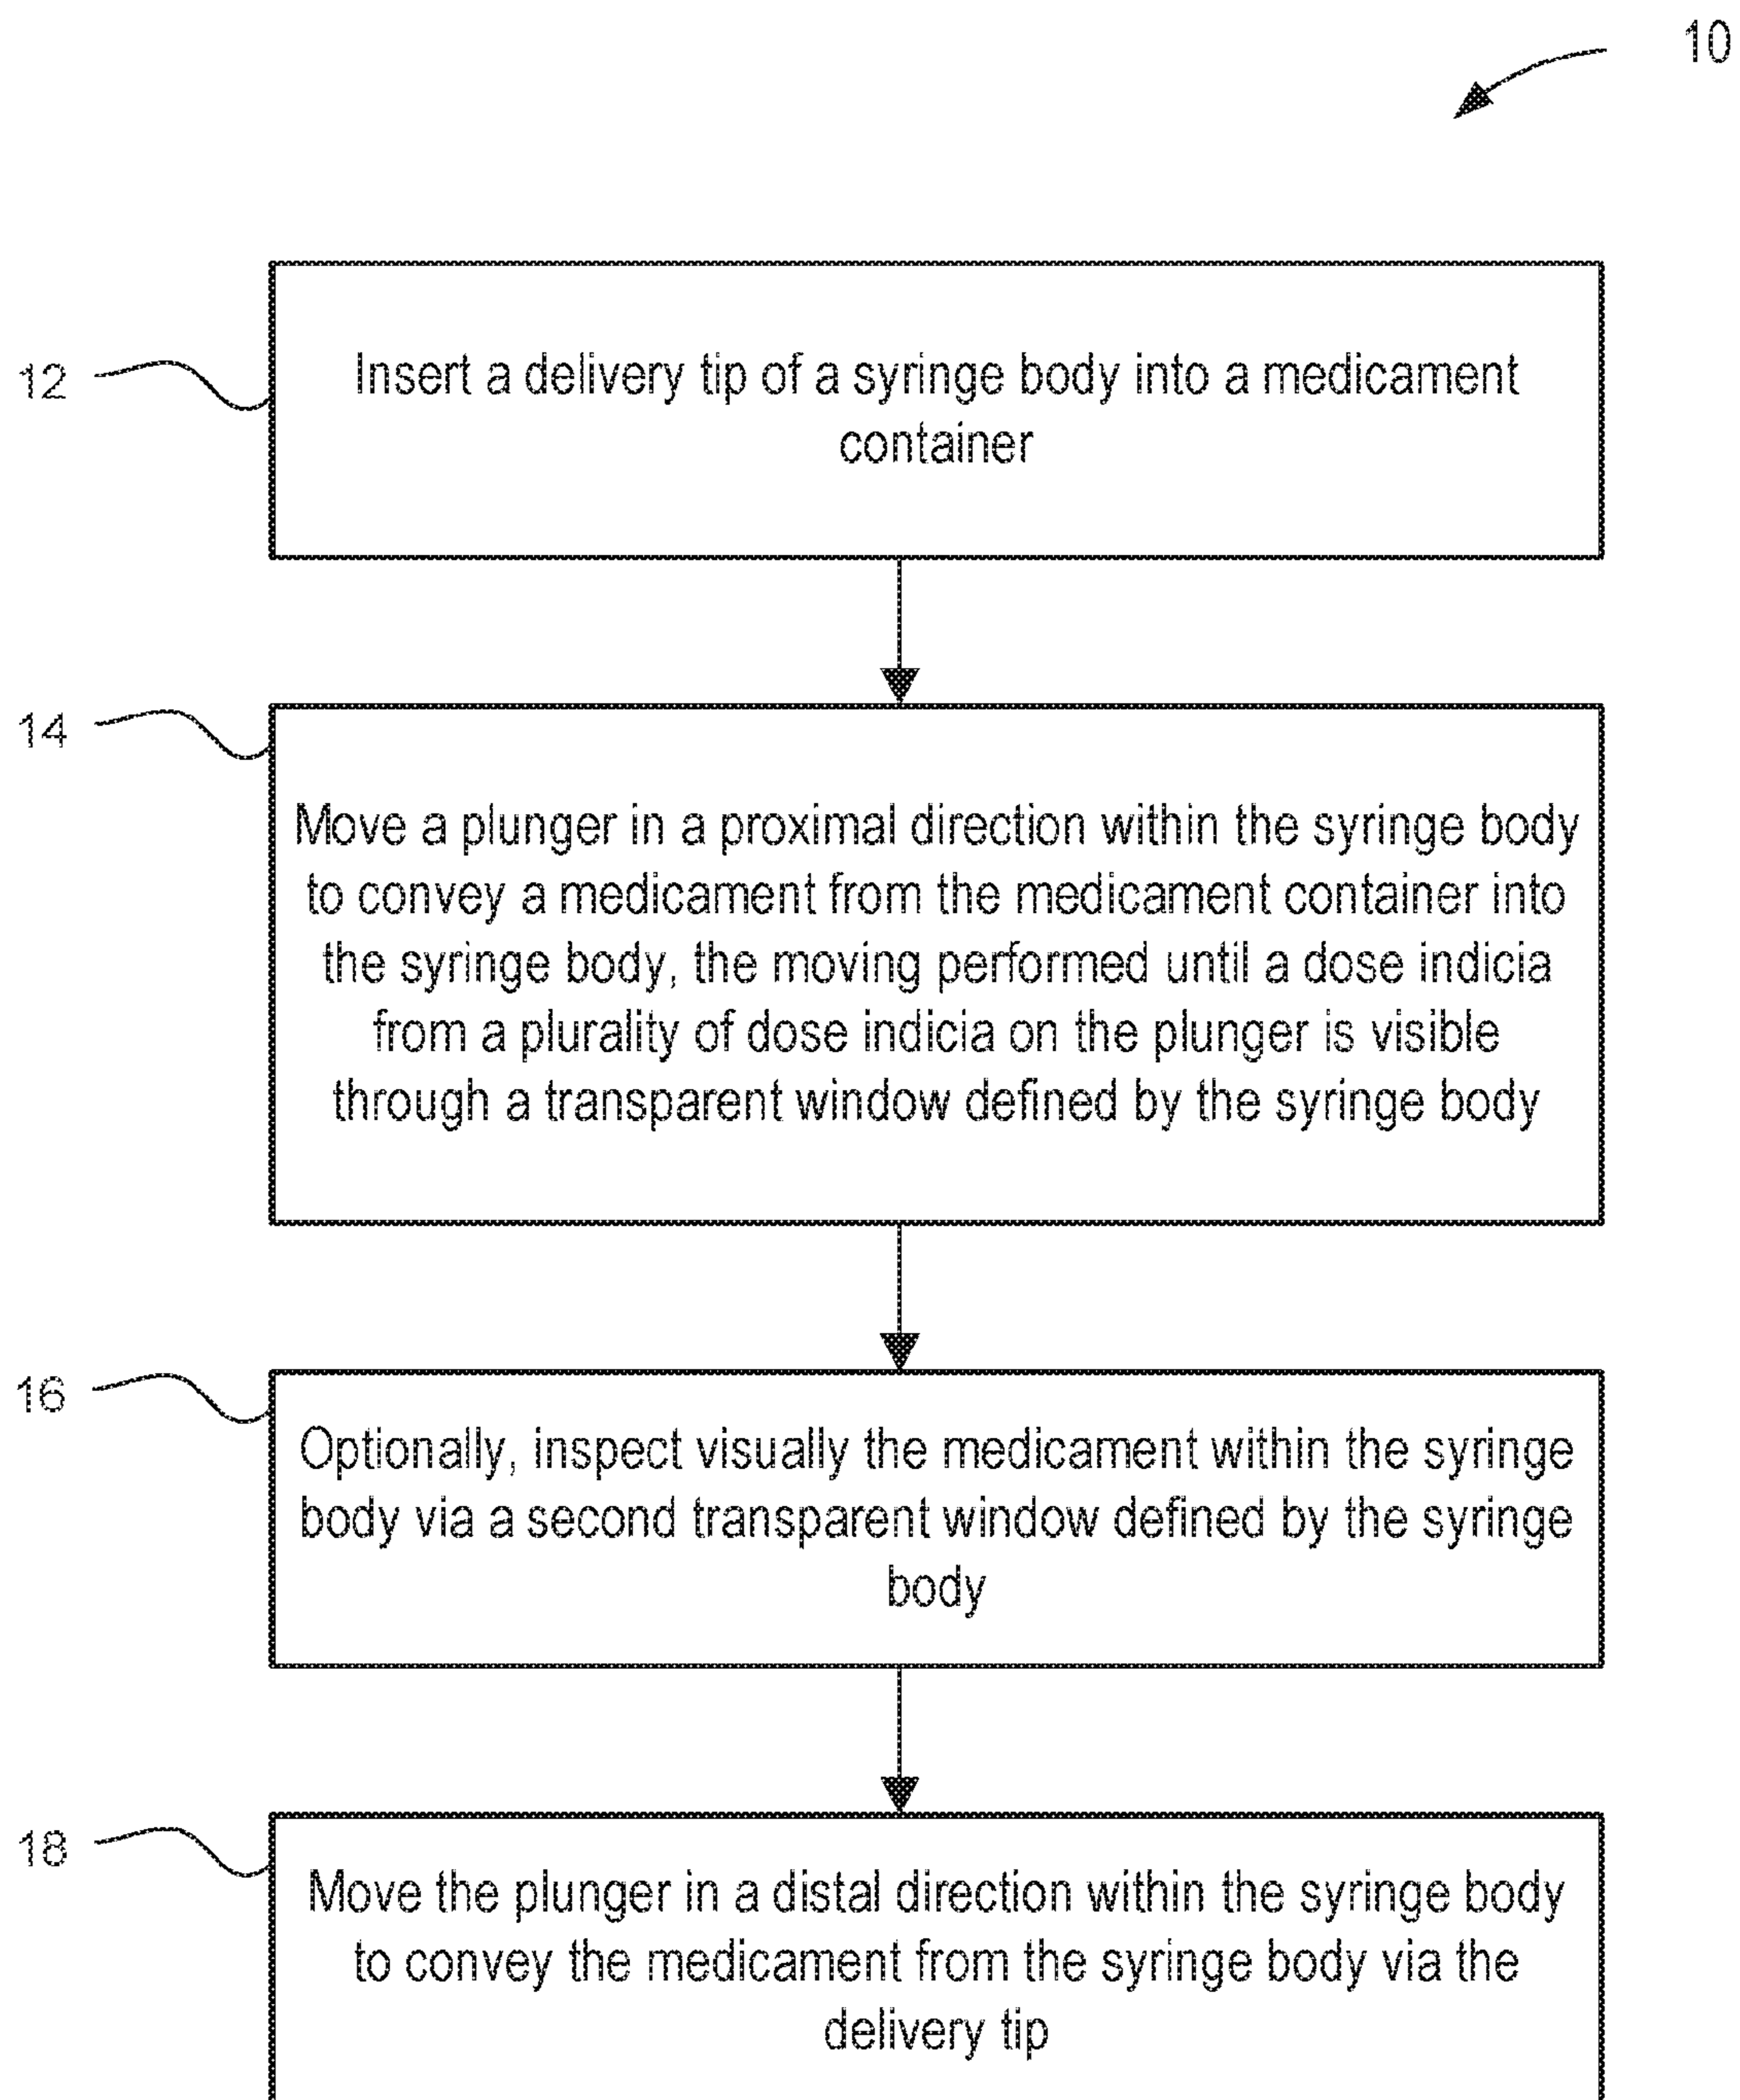 10
12
Insert a delivery tip of a syringe body into a medicament
container
14
Move a plunger in a proximal direction within the syringe body
to convey a medicament from the medicament container into
the syringe body, the moving performed until a dose indicia
from a plurality of dose indicia on the plunger is visible
through a transparent window defined by the syringe body
16
Optionally, inspect visually the medicament within the syringe
body via a second transparent window defined by the syringe
body
18
Move the plunger in a distal direction within the syringe body
to convey the medicament from the syringe body via the
delivery tip